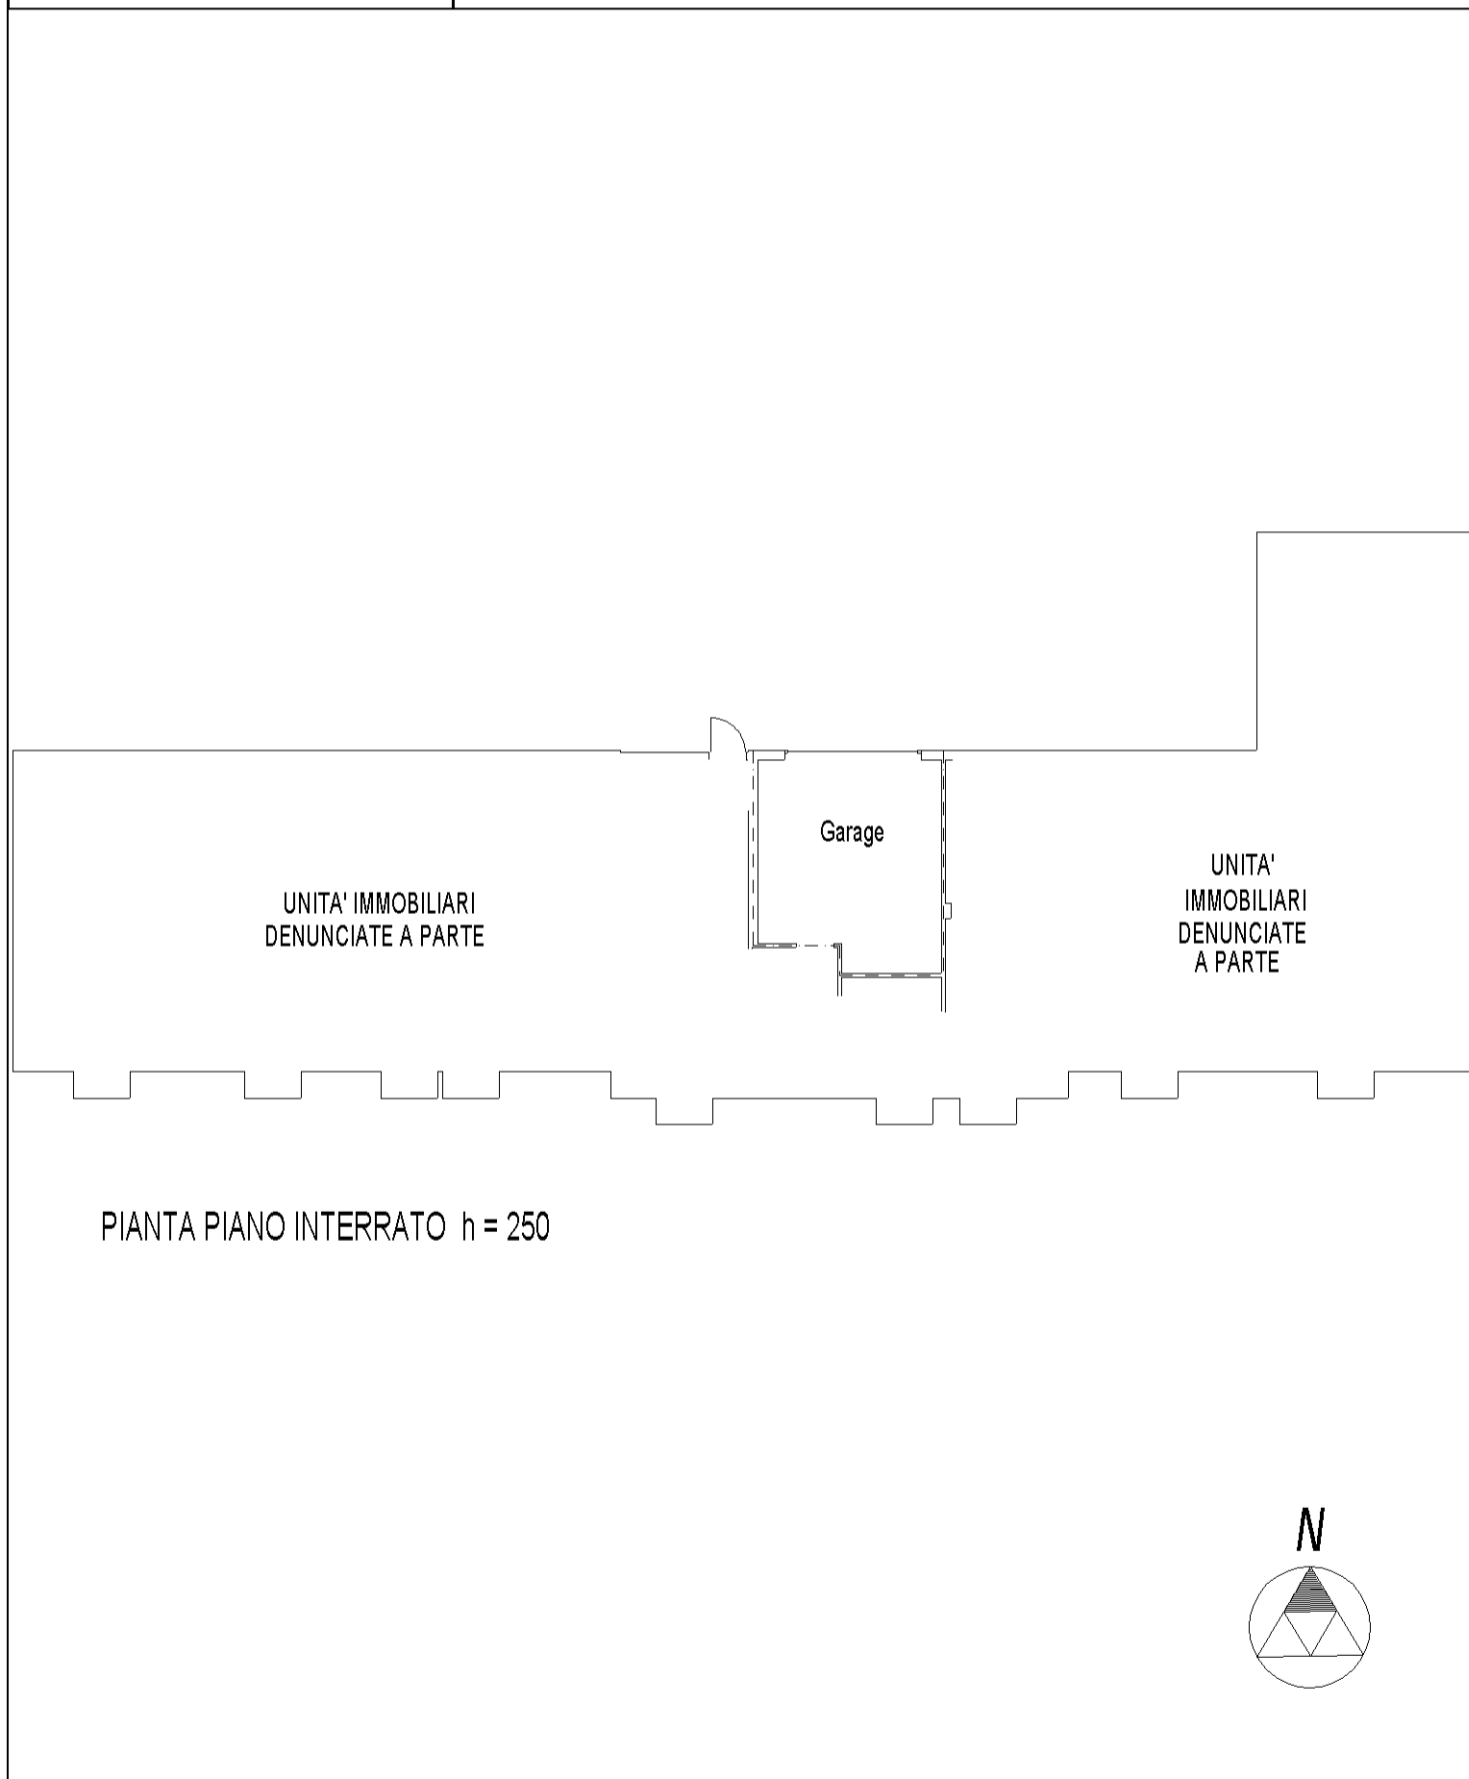 Garage
UNITA' IMMOBILIARI
DENUNCIATE A PARTE
UNITA'
IMMOBILIARI
DENUNCIATE
A PARTE
PIANTA PIANO INTERRATO h = 250
N